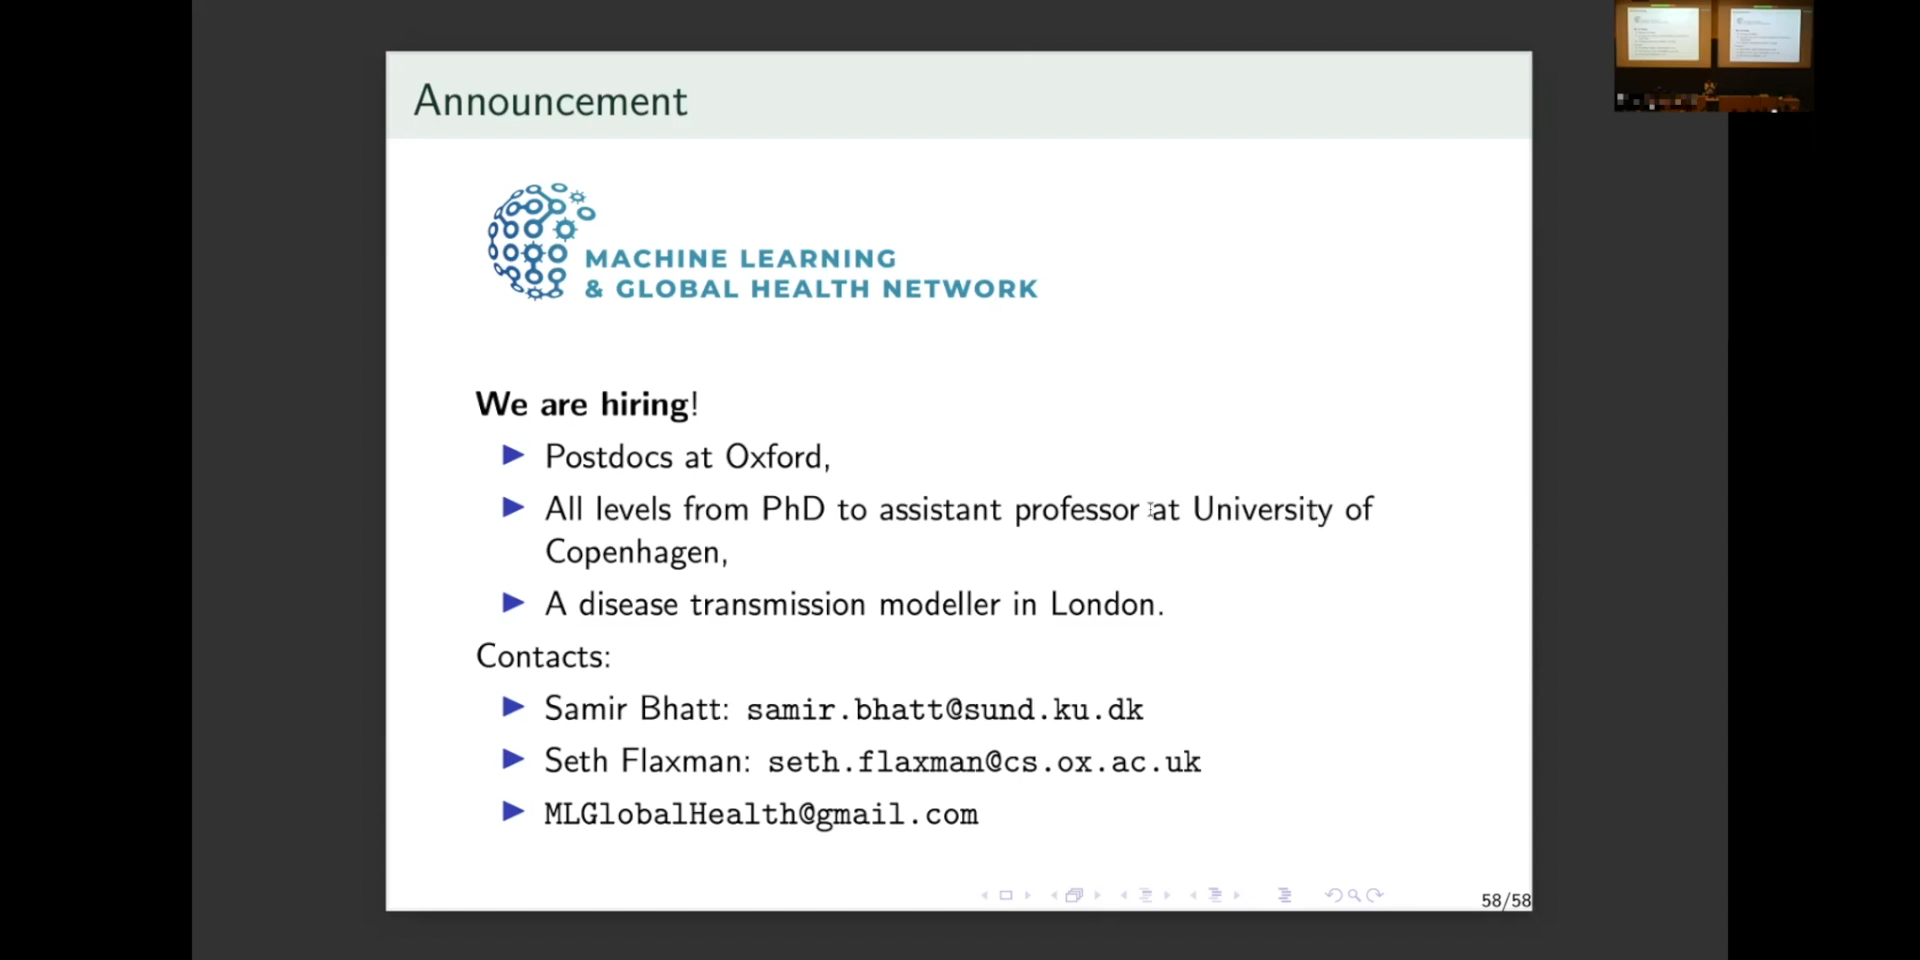 Announcement
MACHINE LEARNING
& GLOBAL HEALTH NETWORK
We are hiring!
Postdocs at Oxford,
All levels from PhD to assistant professor at University of
Copenhagen,
A disease transmission modeller in London.
Contacts:
Samir Bhatt: samir.bhatt@sund.ku.dk
Seth Flaxman: seth.flaxman@cs.ox.ac.uk
MLGlobalHealth@gmail.com
58/58